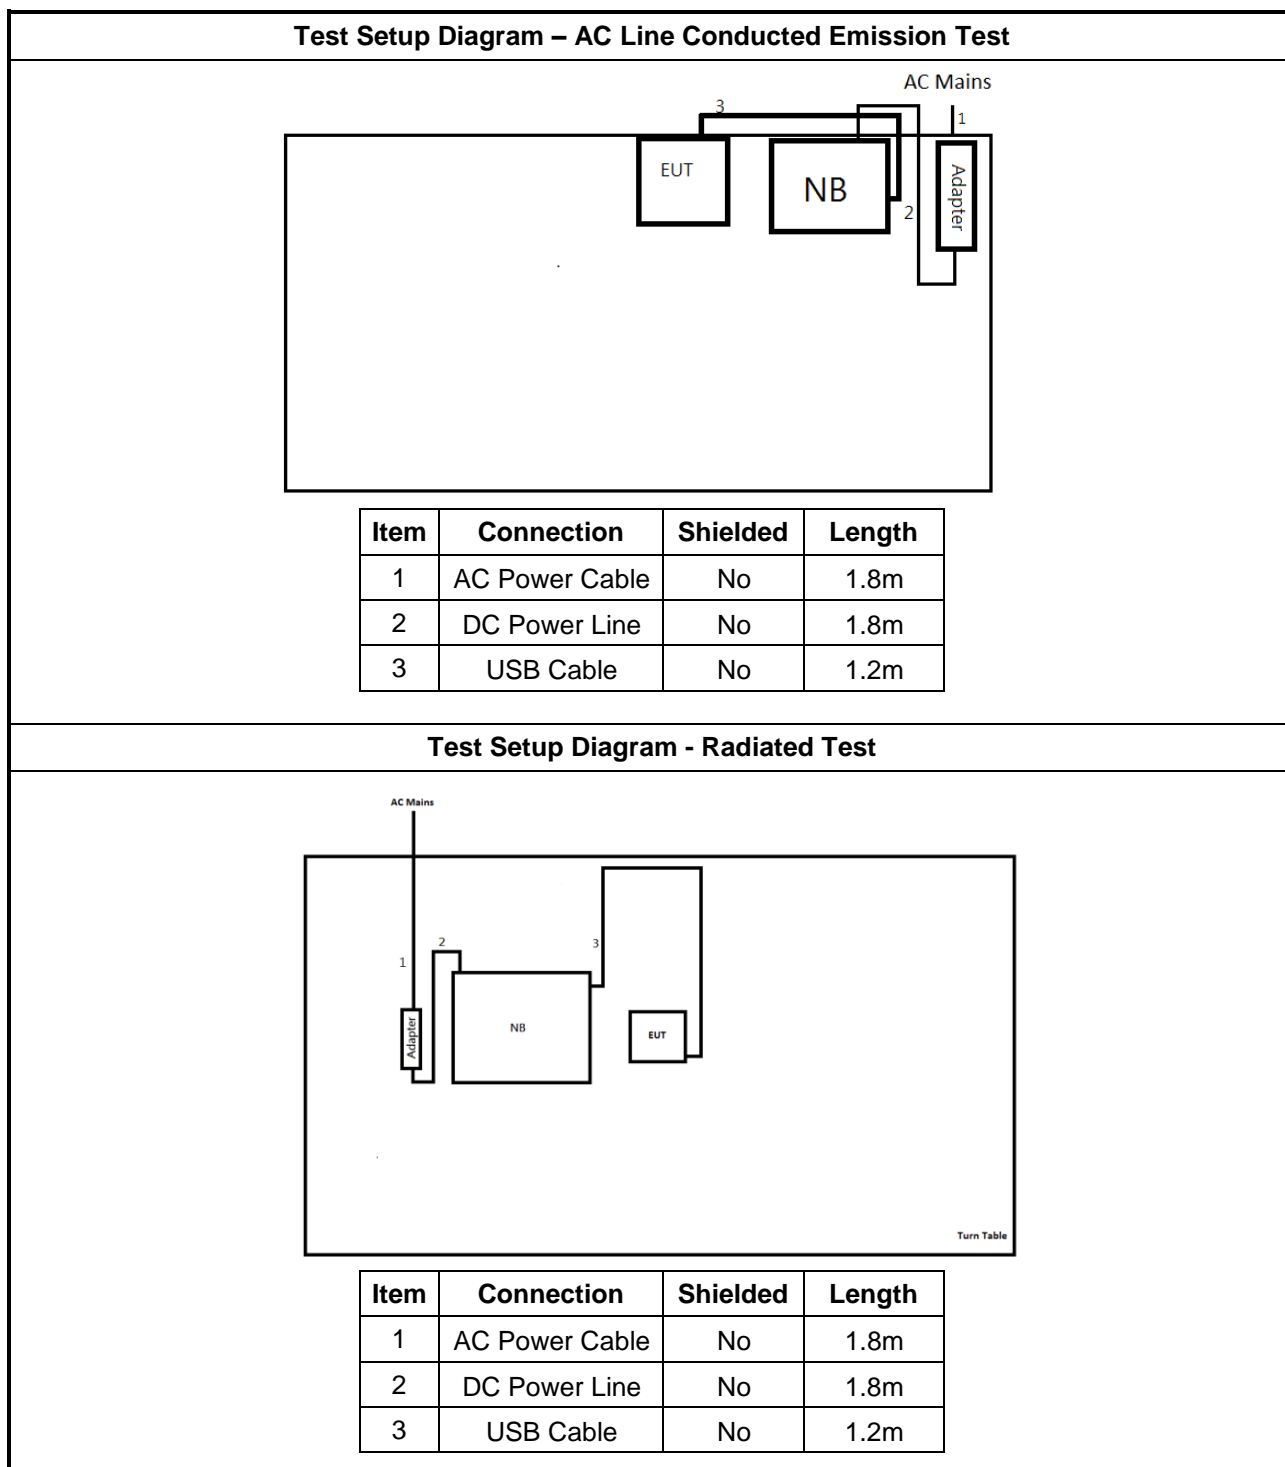 Test Setup Diagram – AC Line Conducted Emission Test
AC Mains
3
1
EUT
NB
2
Adapter
Item Connection Shielded Length
1 AC Power Cable No 1.8m
2 DC Power Line No 1.8m
3 USB Cable No 1.2m
Test Setup Diagram - Radiated Test
AC Mains
2
3
1
Adapter
NB
EUT
Turn Table
Item Connection Shielded Length
1 AC Power Cable No 1.8m
2 DC Power Line No 1.8m
3 USB Cable No 1.2m